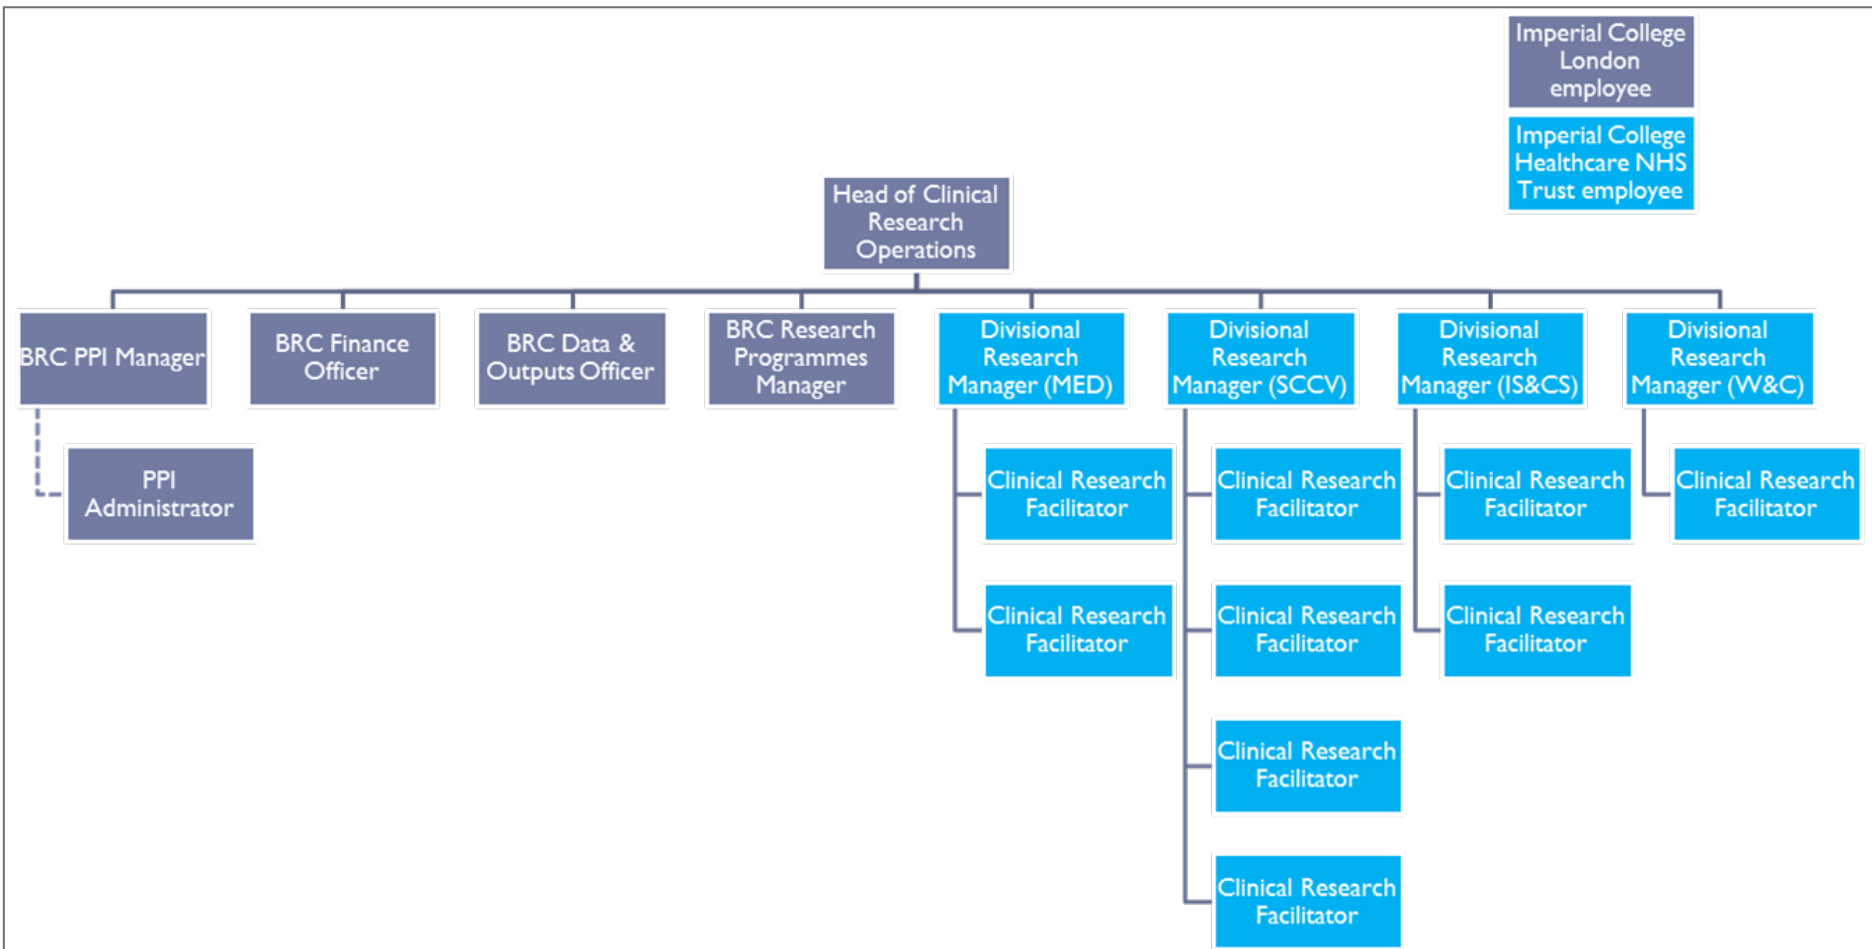 Imperial College
London
employee
Imperial College
Healthcare NHS
Trust employee
Head of Clinical
Research
Operations
BRC PPI Manager
BRC Finance
Officer
BRC Data &
Outputs Officer
BRC Research
Programmes
Manager
Divisional
Research
Manager (MED)
Divisional
Research
Manager (SCCV)
Divisional
Research
Manager (IS&CS)
Divisional
Research
Manager (W&C)
PPI
Administrator
Clinical Research
Facilitator
Clinical Research
Facilitator
Clinical Research
Facilitator
Clinical Research
Facilitator
Clinical Research
Facilitator
Clinical Research
Facilitator
Clinical Research
Facilitator
Clinical Research
Facilitator
Clinical Research
Facilitator